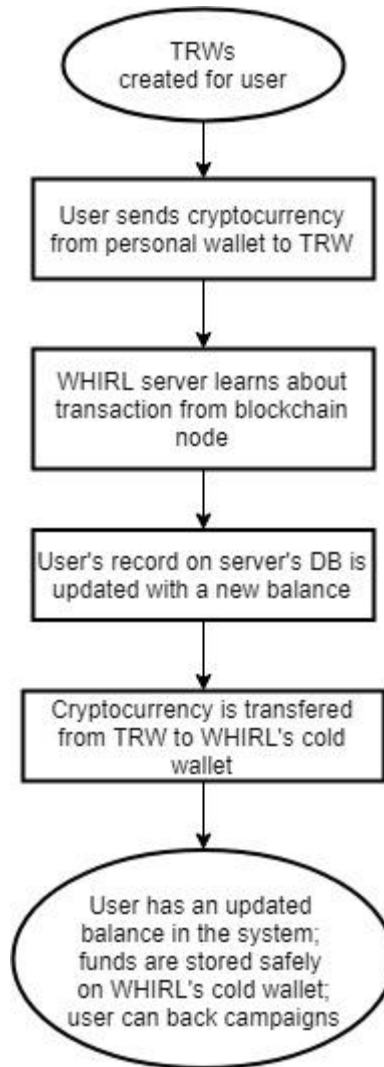 TRWs
created for user
User sends cryptocurrency
from personal wallet to TRW
WHIRL server learns about
transaction from blockchain
node
User's record on server's DB is
updated with a new balance
Cryptocurrency is transfered
from TRW to WHIRL's cold
wallet
User has an updated
balance in the system;
funds are stored safely
on WHIRL's cold wallet;
user can back campaigns